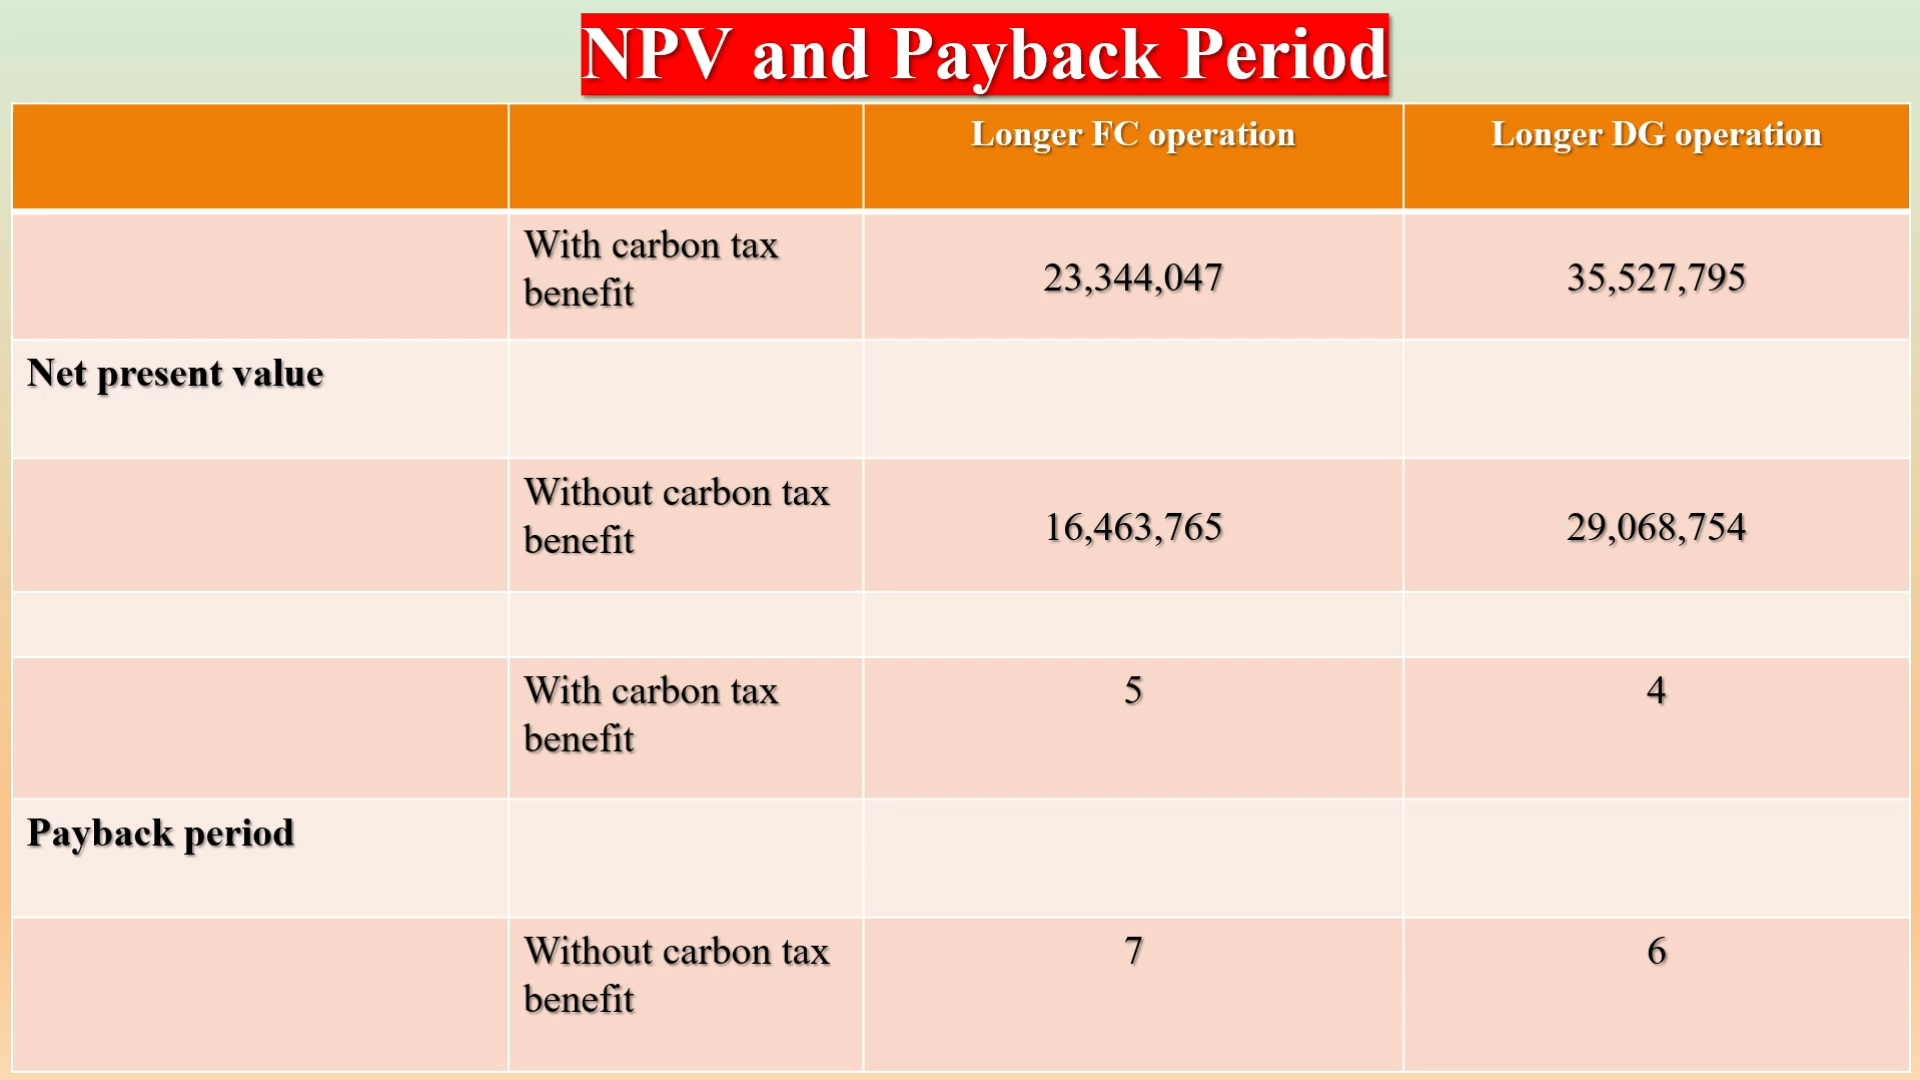 NPV and Payback Period
Longer FC operation
Longer DG operation
With carbon tax
benefit
23,344,047
35,527,795
Net present value
Without carbon tax
benefit
16,463,765
29,068,754
With carbon tax
benefit
5
4
Payback period
Without carbon tax
benefit
7
6